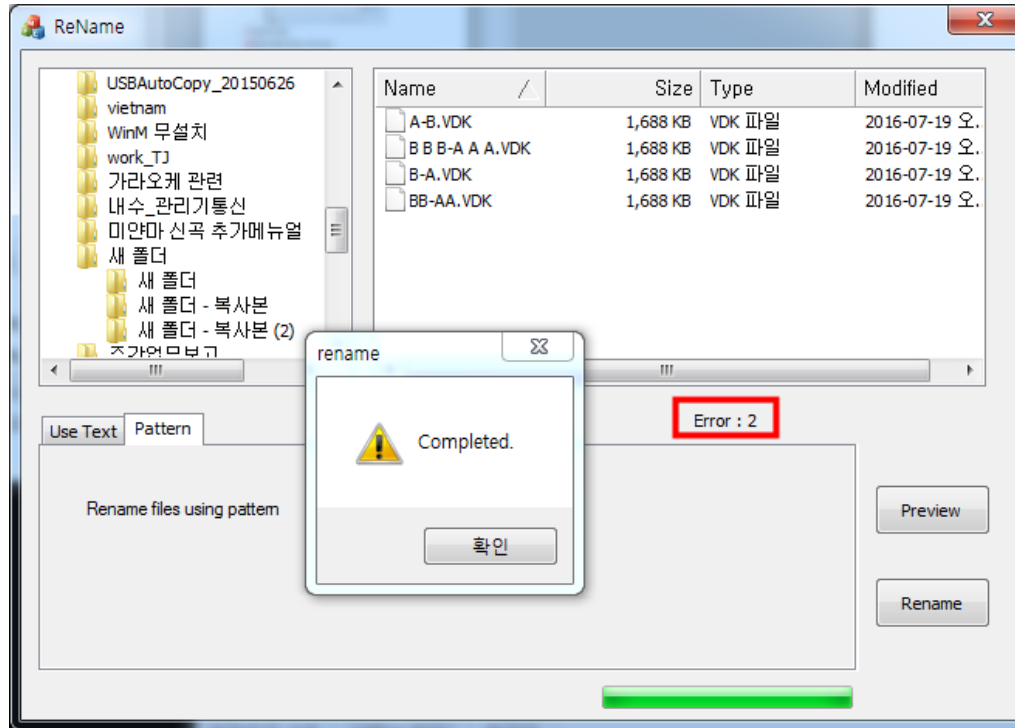 ReName
USBAutoCopy_20150626
vietnam
WinM 무설치
work_TJ
가라오케 관련
내수_관리기통신
미얀마 신곡 추가메뉴얼
새 폴더
새 폴더
새 폴더 - 복사본
새 폴더 - 복사본 (2)
Name Size Type Modified
A-B.VDK 1,688 KB VDK 파일 2016-07-19 오..
B B B-A A A.VDK 1,688 KB VDK 파일 2016-07-19 오..
B-A.VDK 1,688 KB VDK 파일 2016-07-19 오..
BB-AA.VDK 1,688 KB VDK 파일 2016-07-19 오..
rename
Completed.
확인
Error : 2
Use Text Pattern
Rename files using pattern
Preview
Rename